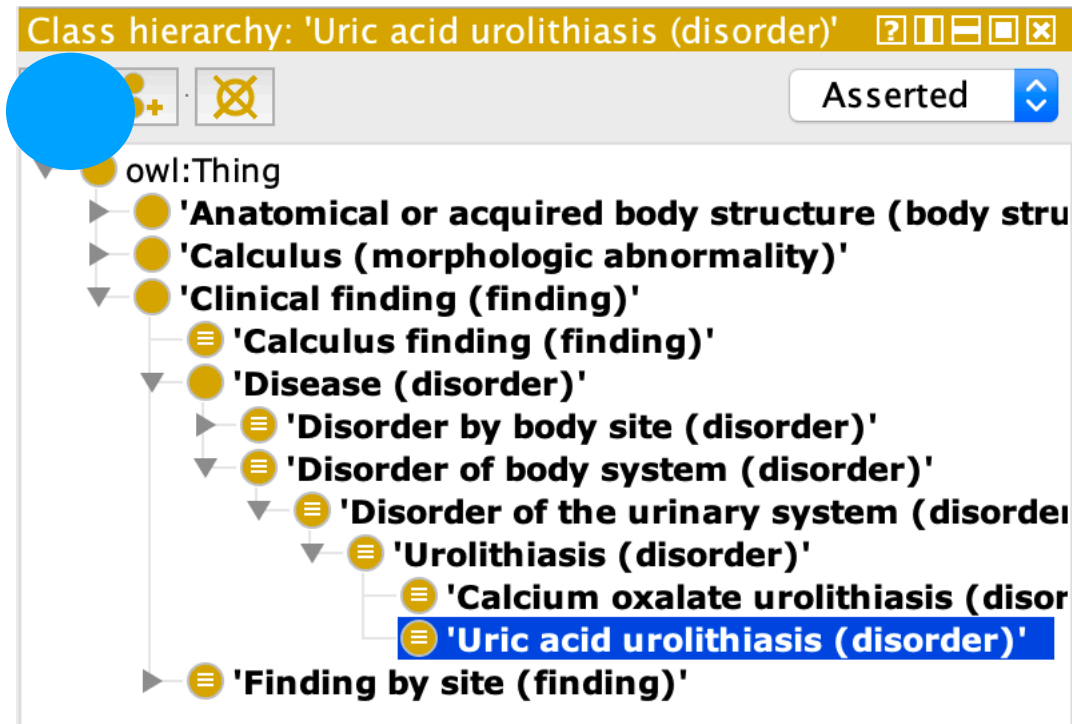 Class hierarchy: 'Uric acid urolithiasis (disorder)'
Asserted
owl:Thing
'Anatomical or acquired body structure (body stru
'Calculus (morphologic abnormality)'
'Clinical finding (finding)'
'Calculus finding (finding)'
'Disease (disorder)'
'Disorder by body site (disorder)'
'Disorder of body system (disorder)'
'Disorder of the urinary system (disorder
'Urolithiasis (disorder)'
'Calcium oxalate urolithiasis (disor
'Uric acid urolithiasis (disorder)'
'Finding by site (finding)'